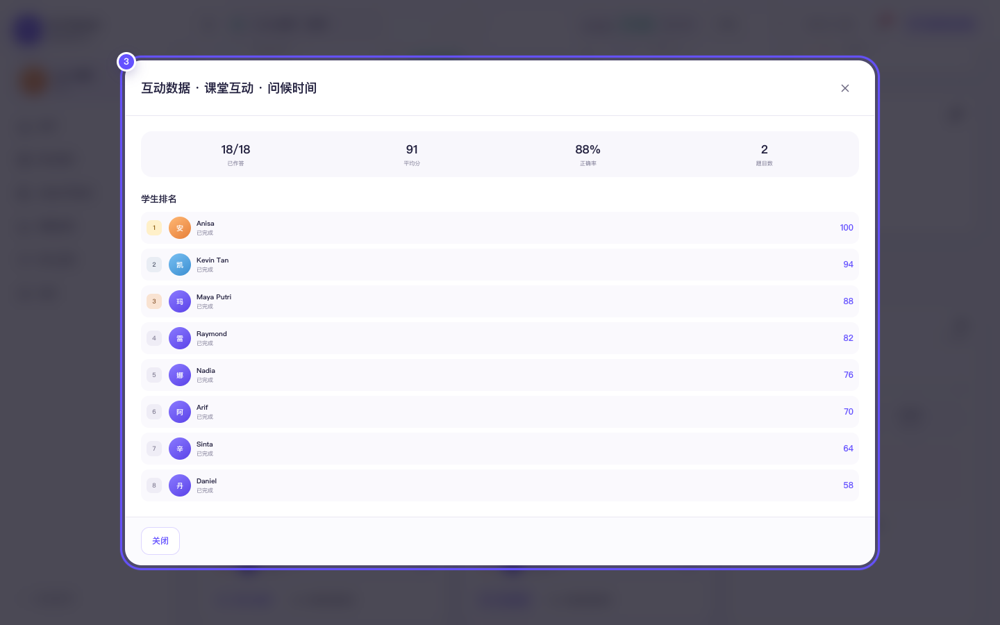 3
互动数据 · 课堂互动 · 问候时间
18/18
已作答
91
平均分
88%
正确率
2
题目数
学生排名
1
安
Anisa
已完成
100
2
凯
Kevin Tan
已完成
94
3
玛
Maya Putri
已完成
88
4
雷
Raymond
已完成
82
5
娜
Nadia
已完成
76
6
阿
Arif
已完成
70
7
辛
Sinta
已完成
64
8
丹
Daniel
已完成
58
关闭